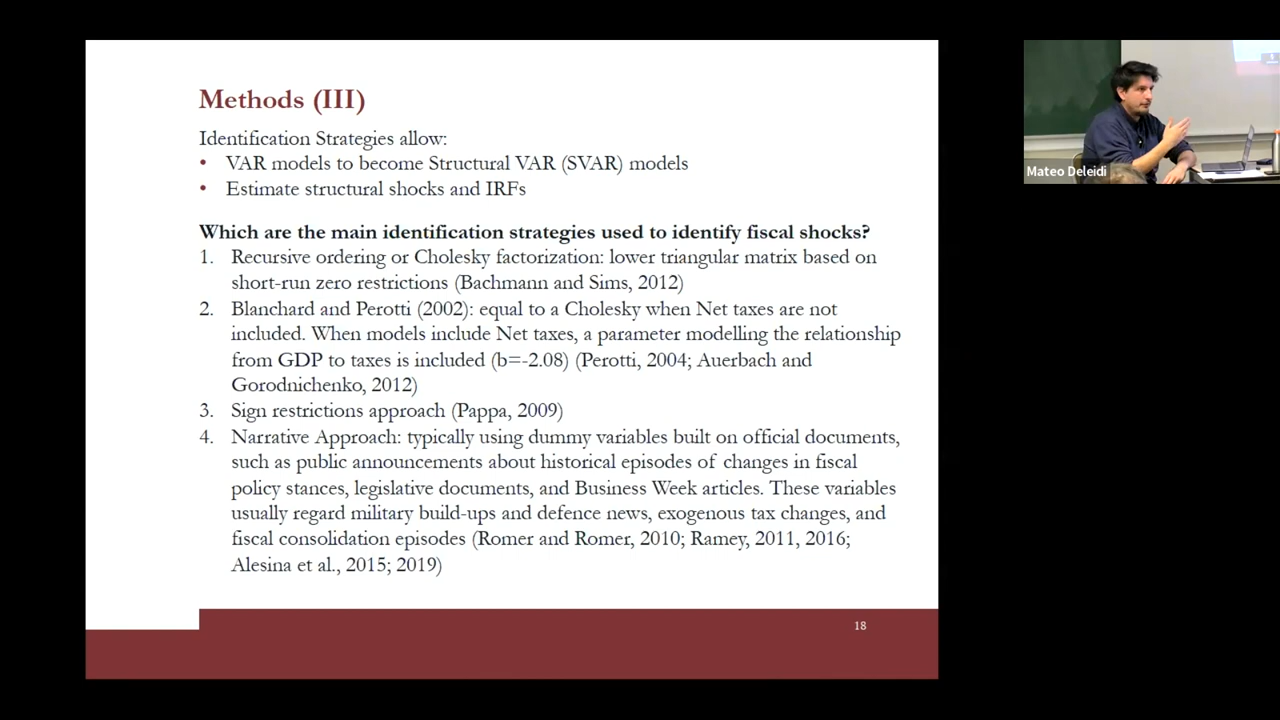 Methods (III)
Identification Strategies allow:
• VAR models to become Structural VAR (SVAR) models
• Estimate structural shocks and IRFs
Which are the main identification strategies used to identify fiscal shocks?
1. Recursive ordering or Cholesky factorization: lower triangular matrix based on
short-run zero restrictions (Bachmann and Sims, 2012)
2. Blanchard and Perotti (2002): equal to a Cholesky when Net taxes are not
included. When models include Net taxes, a parameter modelling the relationship
from GDP to taxes is included (b=-2.08) (Perotti, 2004; Auerbach and
Gorodnichenko, 2012)
3. Sign restrictions approach (Pappa, 2009)
4. Narrative Approach: typically using dummy variables built on official documents,
such as public announcements about historical episodes of changes in fiscal
policy stances, legislative documents, and Business Week articles. These variables
usually regard military build-ups and defence news, exogenous tax changes, and
fiscal consolidation episodes (Romer and Romer, 2010; Ramey, 2011, 2016;
Alesina et al., 2015; 2019)
18
Mateo Deleidi